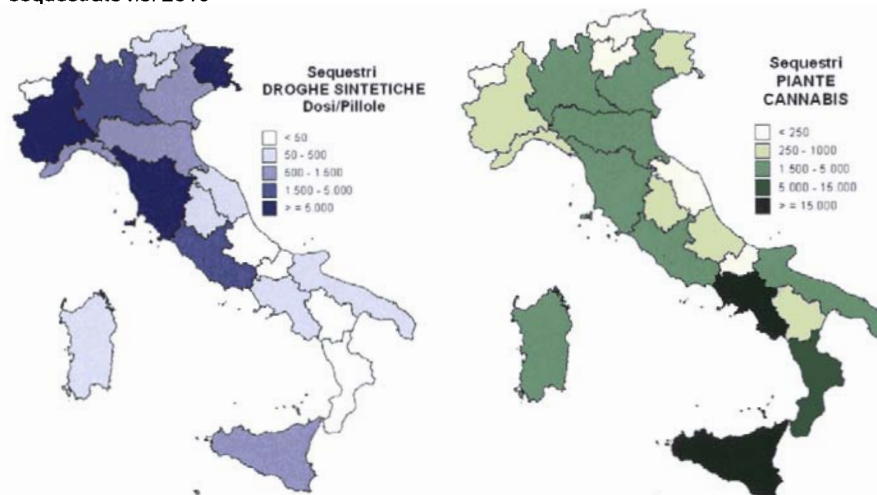 Sequestri
DROGHE SINTETICHE
Dosi/Pillole
< 50
50 - 500
500 - 1.500
1.500 - 5.000
> = 5.000
Sequestri
PIANTE
CANNABIS
< 250
250 - 1000
1.500 - 5.000
5.000 - 15.000
> = 15.000